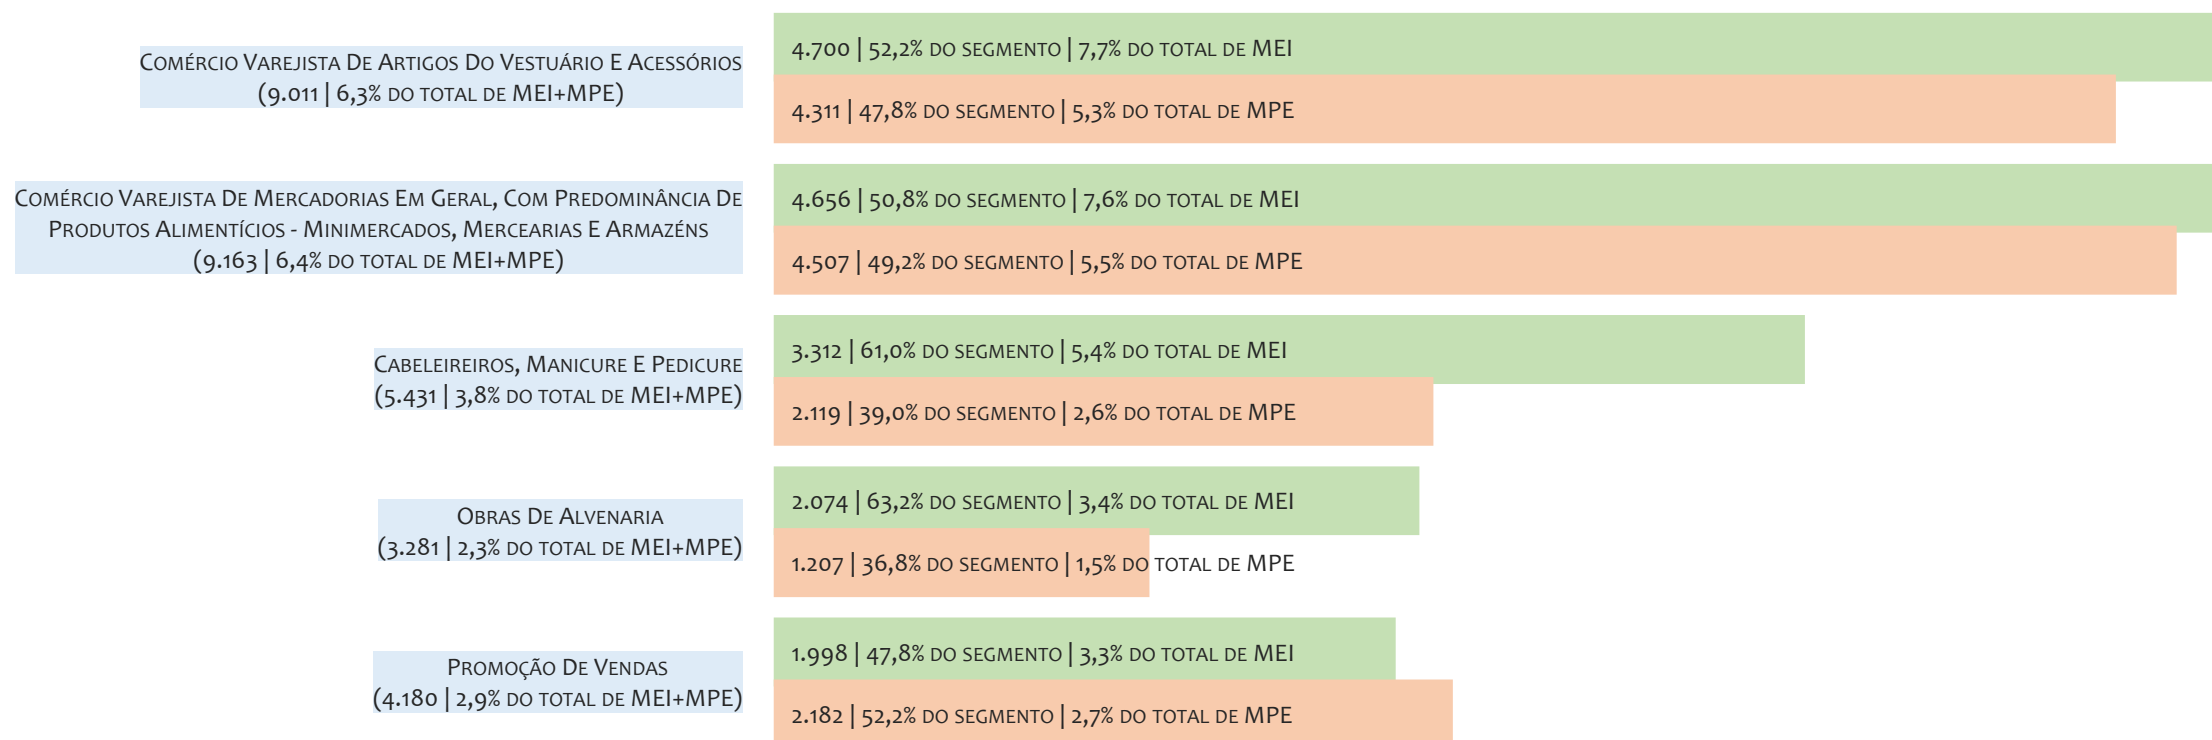 Comércio Varejista De Artigos Do Vestuário E Acessórios
(9.011 | 6,3% do total de MEI+MPE)
4.700 | 52,2% do segmento | 7,7% do total de MEI
4.311 | 47,8% do segmento | 5,3% do total de MPE
Comércio Varejista De Mercadorias Em Geral, Com Predominância De
Produtos Alimentícios - Minimercados, Mercearias E Armazéns
(9.163 | 6,4% do total de MEI+MPE)
4.656 | 50,8% do segmento | 7,6% do total de MEI
4.507 | 49,2% do segmento | 5,5% do total de MPE
Cabeleireiros, Manicure E Pedicure
(5.431 | 3,8% do total de MEI+MPE)
3.312 | 61,0% do segmento | 5,4% do total de MEI
2.119 | 39,0% do segmento | 2,6% do total de MPE
Obras De Alvenaria
(3.281 | 2,3% do total de MEI+MPE)
2.074 | 63,2% do segmento | 3,4% do total de MEI
1.207 | 36,8% do segmento | 1,5% do total de MPE
Promoção De Vendas
(4.180 | 2,9% do total de MEI+MPE)
1.998 | 47,8% do segmento | 3,3% do total de MEI
2.182 | 52,2% do segmento | 2,7% do total de MPE